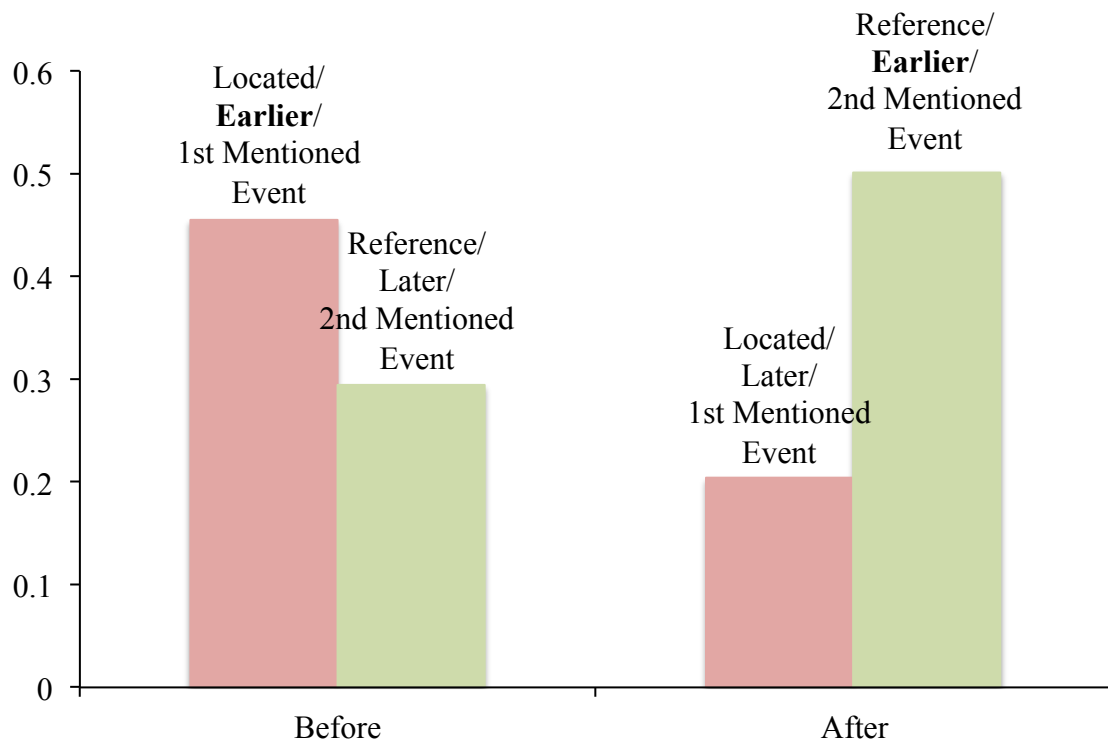 Reference/
Earlier/
2nd Mentioned
Event
Located/
Earlier/
1st Mentioned
Event
Reference/
Later/
2nd Mentioned
Event
Located/
Later/
1st Mentioned
Event
0.6
0.5
0.4
0.3
0.2
0.1
0
Before
After